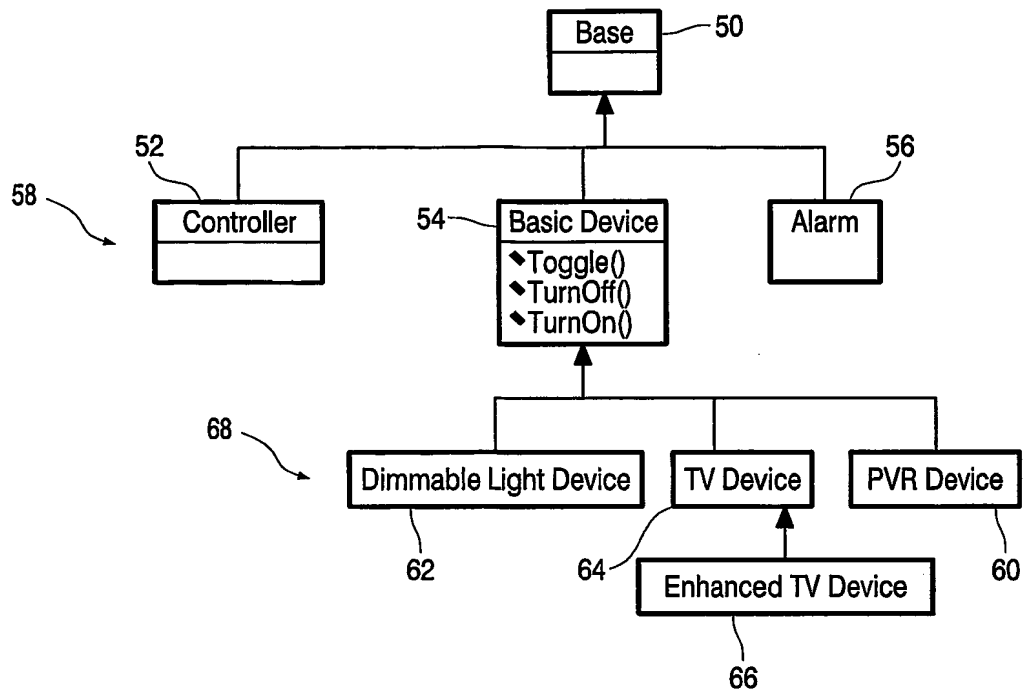 Base
50
52
56
58
Controller
54
Basic Device
Alarm
Toggle()
TurnOff()
TurnOn()
68
Dimmable Light Device
TV Device
PVR Device
62
64
60
Enhanced TV Device
66